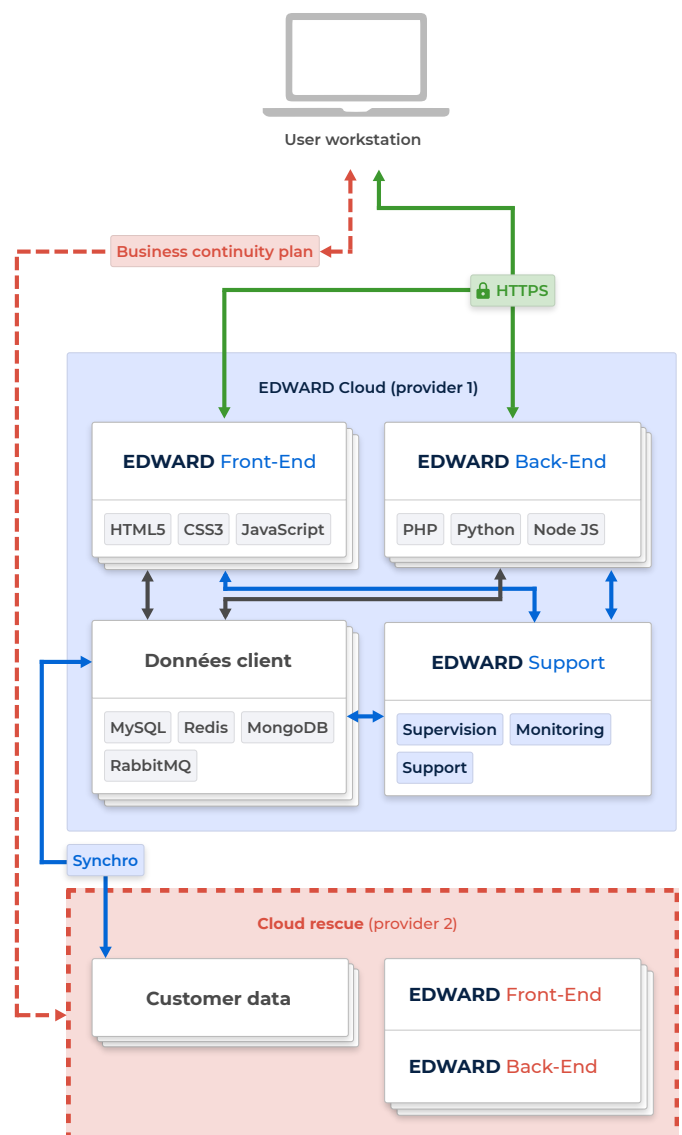 User workstation
Business continuity plan
HTTPS
EDWARD Cloud (provider 1)
EDWARD Front-End
HTML5 CSS3 JavaScript
EDWARD Back-End
PHP Python Node JS
Données client
MySQL Redis MongoDB
RabbitMQ
EDWARD Support
Supervision Monitoring
Support
Synchro
Cloud rescue (provider 2)
Customer data
EDWARD Front-End
EDWARD Back-End